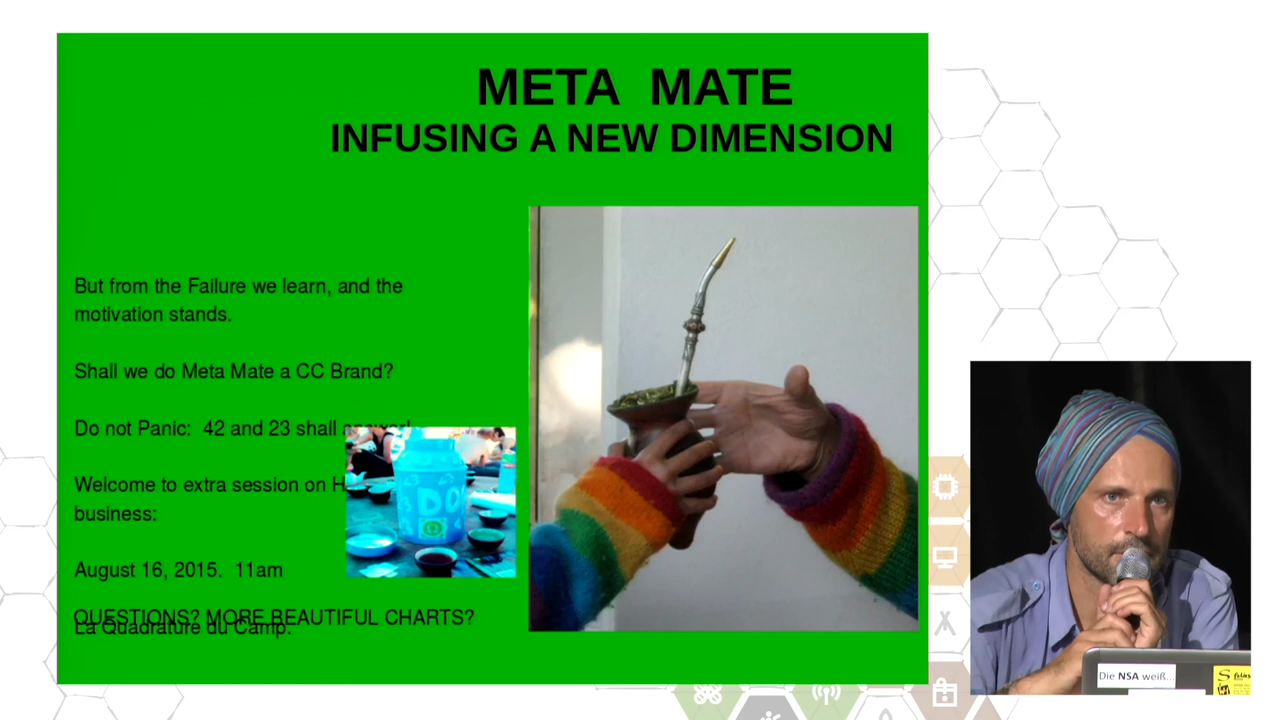 META MATE
INFUSING A NEW DIMENSION
But from the Failure we learn, and the
motivation stands.
Shall we do Meta Mate a CC Brand?
Do not Panic: 42 and 23 shall answer!
Welcome to extra session on
business:
August 16, 2015. 11am
QUESTIONS? MORE BEAUTIFUL CHARTS?
La Quadrature du Camp.
DO
Die NSA weiß...